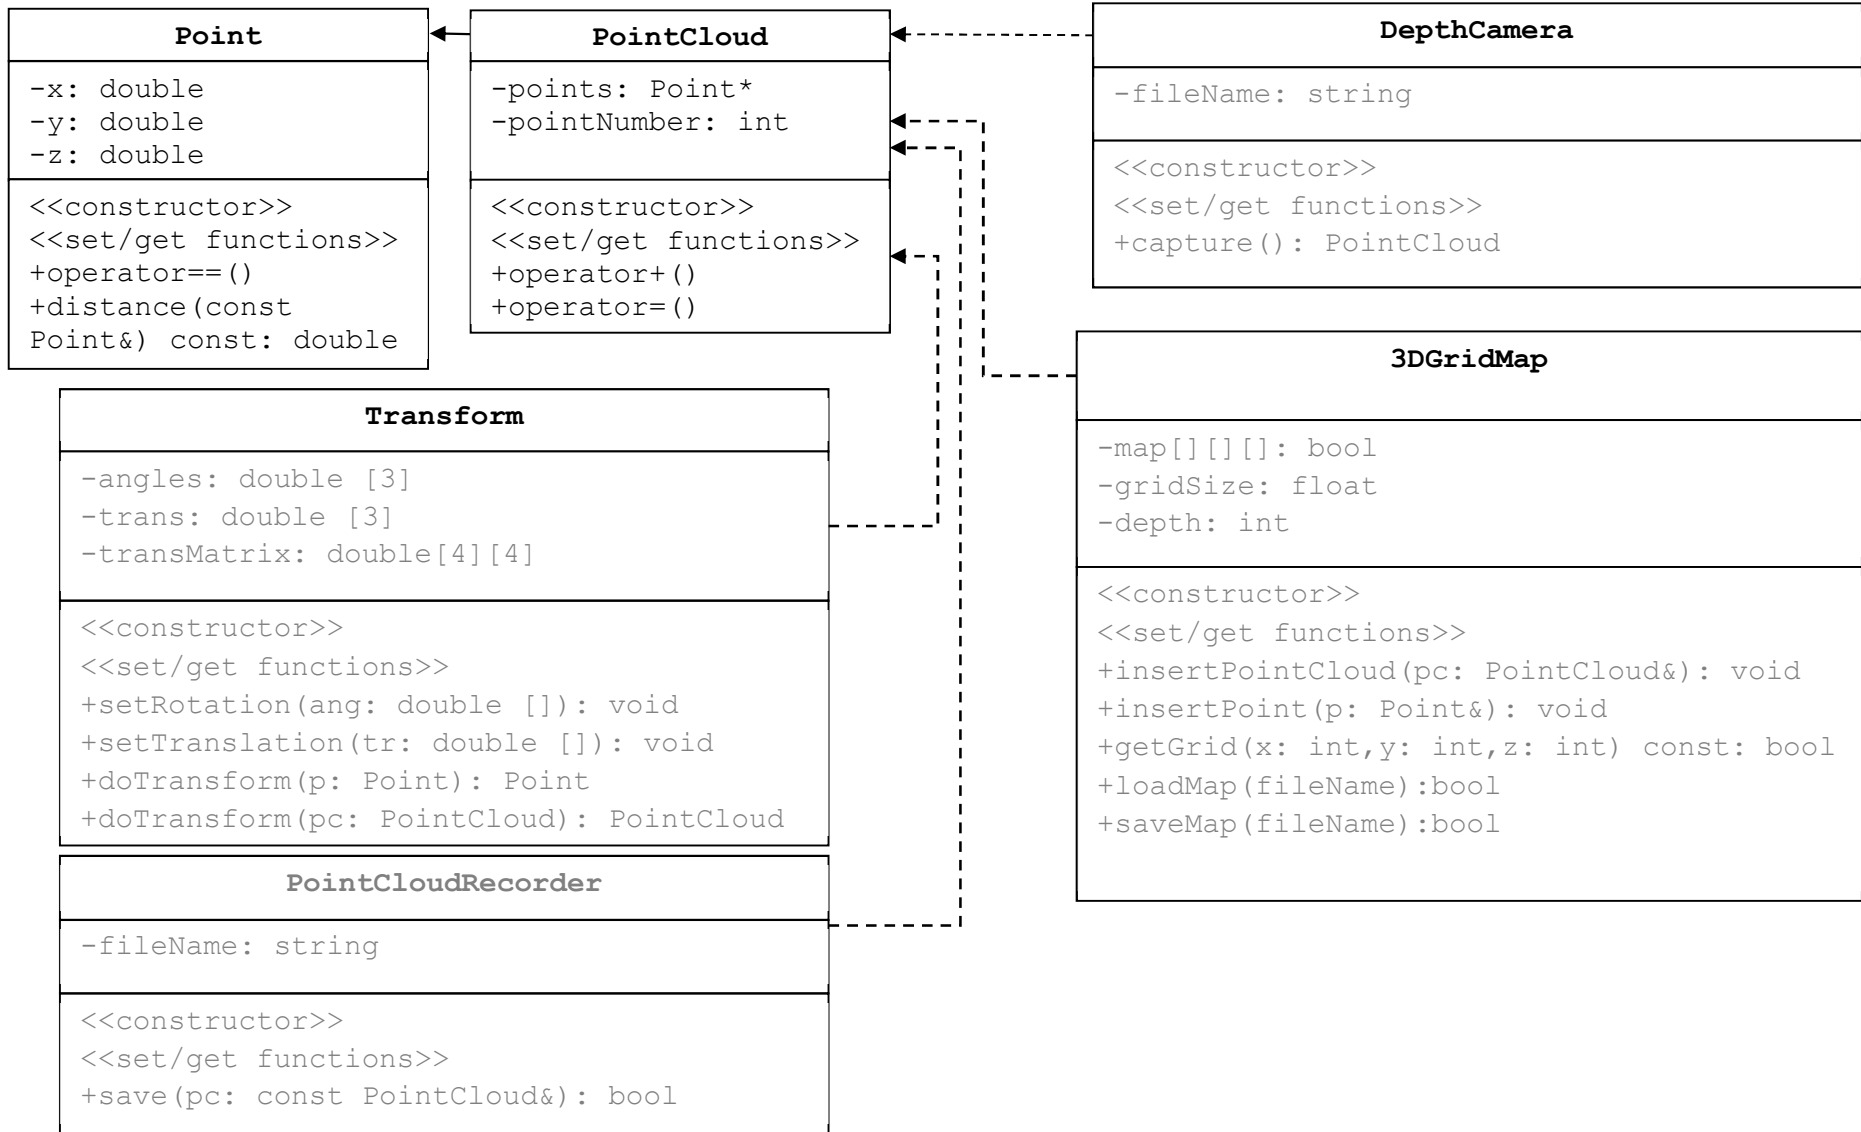 Point
-x: double
-y: double
-z: double
<<constructor>>
<<set/get functions>>
+operator==()
+distance(const
Point&) const: double
PointCloud
-points: Point*
-pointNumber: int
<<constructor>>
<<set/get functions>>
+operator+()
+operator=()
DepthCamera
-fileName: string
<<constructor>>
<<set/get functions>>
+capture(): PointCloud
Transform
-angles: double [3]
-trans: double [3]
-transMatrix: double[4][4]
<<constructor>>
<<set/get functions>>
+setRotation(ang: double []): void
+setTranslation(tr: double []): void
+doTransform(p: Point): Point
+doTransform(pc: PointCloud): PointCloud
3DGridMap
-map[][][]: bool
-gridSize: float
-depth: int
<<constructor>>
<<set/get functions>>
+insertPointCloud(pc: PointCloud&): void
+insertPoint(p: Point&): void
+getGrid(x: int,y: int,z: int) const: bool
+loadMap(fileName):bool
+saveMap(fileName):bool
PointCloudRecorder
-fileName: string
<<constructor>>
<<set/get functions>>
+save(pc: const PointCloud&): bool